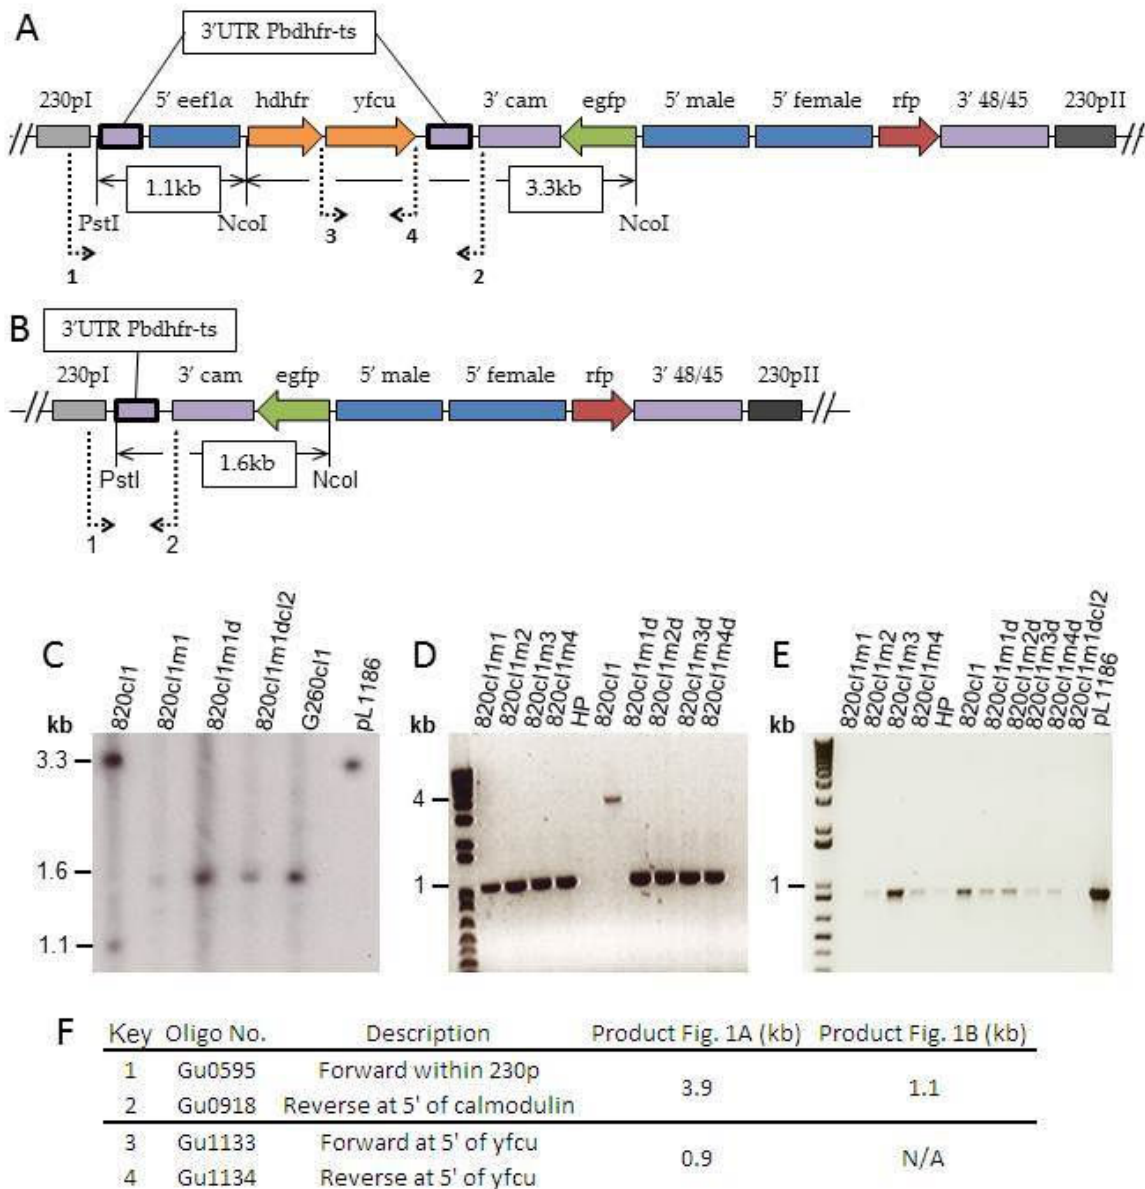 A
3'UTR Pbdhfr-ts
230pI 5' eef1α hdhfr yfcu 3' cam egfp 5' male 5' female rfp 3' 48/45 230pII
1.1kb 3.3kb
PstI NcoI NcoI
3 4
1 2
B
3'UTR Pbdhfr-ts
230pI 3' cam egfp 5' male 5' female rfp 3' 48/45 230pII
1.6kb
PstI NcoI
1 2
C
820cl1
820cl1m1
820cl1m1d
820cl1m1dcl2
G260cl1
pL1186
kb
3.3
1.6
1.1
D
820cl1m1
820cl1m2
820cl1m3
820cl1m4
HP
820cl1
820cl1m1d
820cl1m2d
820cl1m3d
820cl1m4d
kb
4
1
E
820cl1m1
820cl1m2
820cl1m3
820cl1m4
HP
820cl1
820cl1m1d
820cl1m2d
820cl1m3d
820cl1m4d
820cl1m1dcl2
pL1186
kb
1
F
Key Oligo No. Description Product Fig. 1A (kb) Product Fig. 1B (kb)
1 Gu0595 Forward within 230p
3.9 1.1
2 Gu0918 Reverse at 5' of calmodulin
3 Gu1133 Forward at 5' of yfcu
0.9 N/A
4 Gu1134 Reverse at 5' of yfcu